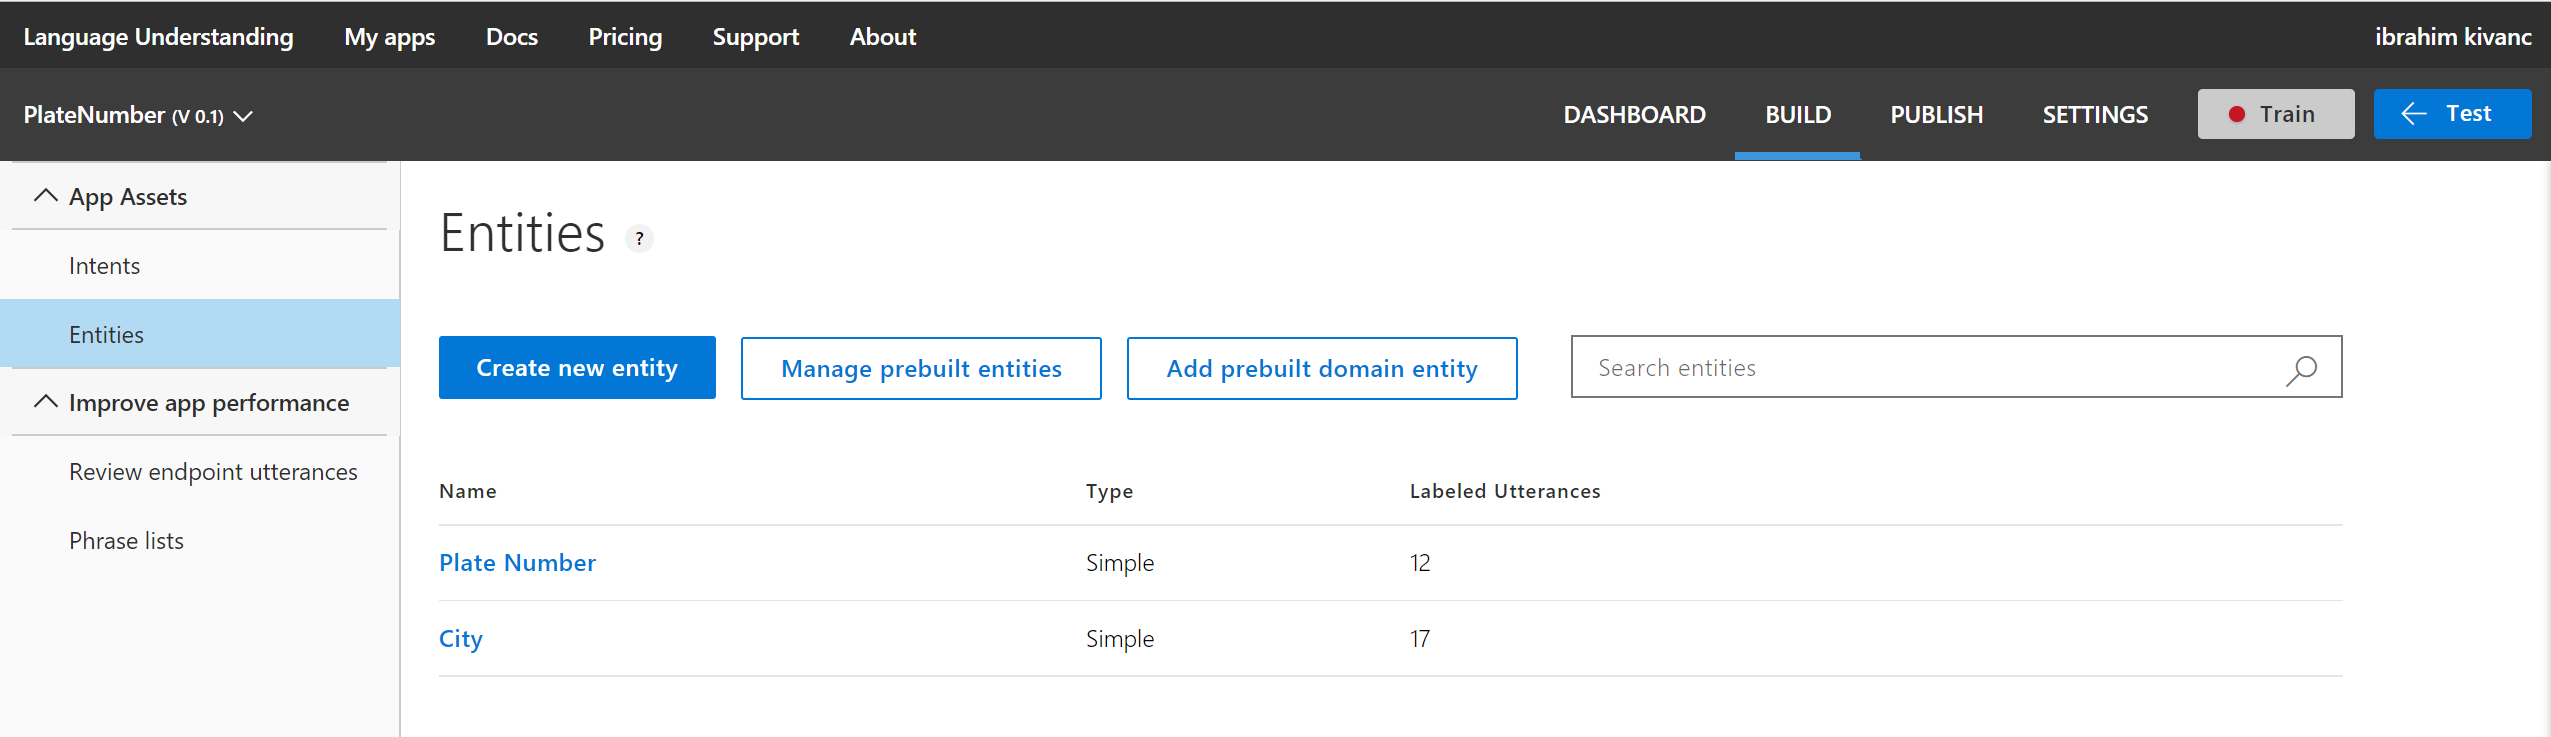 Language Understanding My apps Docs Pricing Support About ibrahim kivanc
PlateNumber (V 0.1) DASHBOARD BUILD PUBLISH SETTINGS Train Test
App Assets
Intents
Entities
Improve app performance
Review endpoint utterances
Phrase lists
Entities ?
Create new entity Manage prebuilt entities Add prebuilt domain entity Search entities
Name Type Labeled Utterances
Plate Number Simple 12
City Simple 17